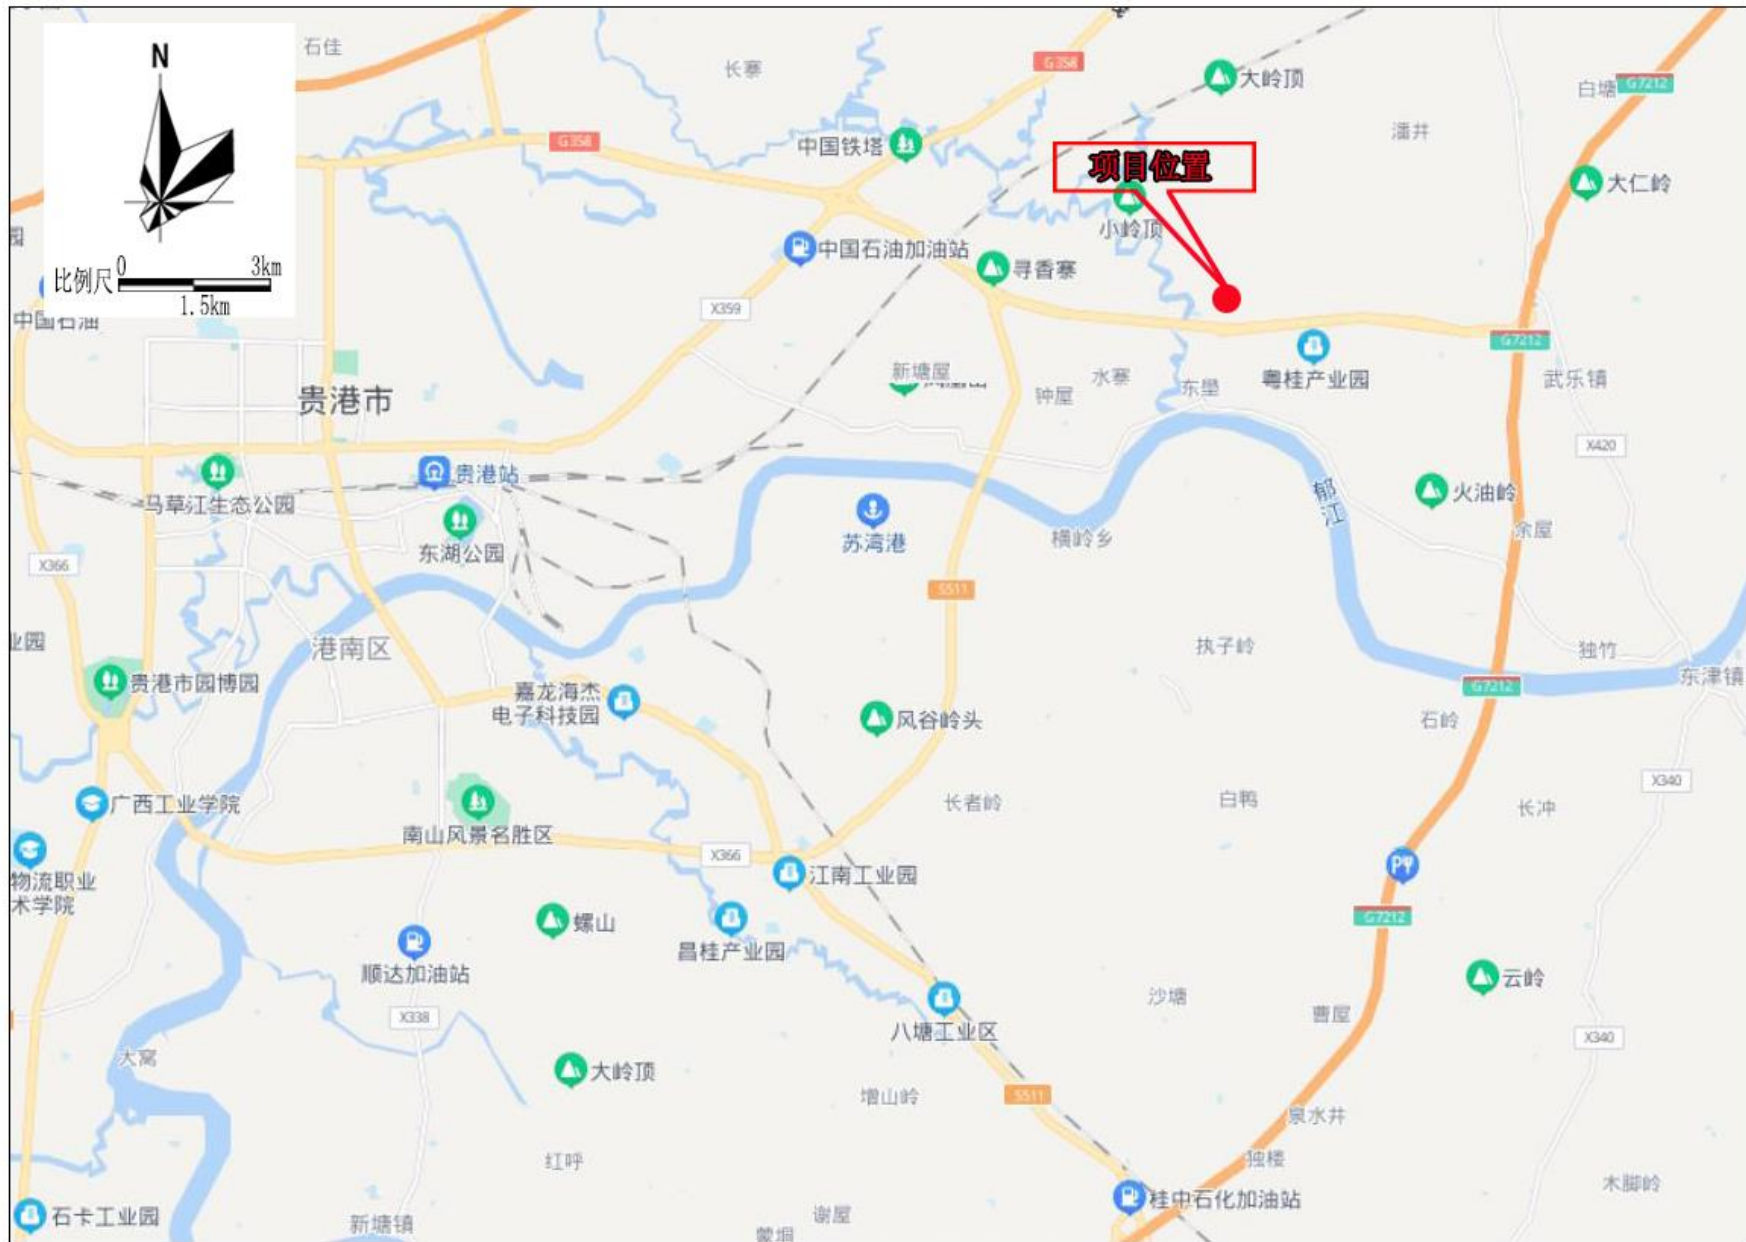 石佳
长寨
G358
大岭顶
白塘
G7212
N
G358
中国铁塔
潘井
项目位置
大仁岭
小岭顶
中国石油加油站
寻香寨
0
3km
比例尺
1.5km
X359
中国石油
G7212
新塘屋
水寨
东垦
粤桂产业园
武乐镇
贵港市
钟屋
X420
贵港站
马草江生态公园
火油岭
郁江
东湖公园
苏湾港
横岭乡
余屋
X366
S511
业园
港南区
执子岭
独竹
贵港市园博园
嘉龙海杰
电子科技园
G7212
东津镇
风谷岭头
石岭
X340
广西工业学院
长者岭
白鸭
长冲
南山风景名胜区
X366
物流职业
术学院
江南工业园
螺山
昌桂产业园
G7212
顺达加油站
云岭
沙塘
X338
八塘工业区
曹屋
X340
大窝
大岭顶
增山岭
S511
泉水井
红呼
独楼
木脚岭
桂中石化加油站
石卡工业园
新塘镇
谢屋
蒙垌